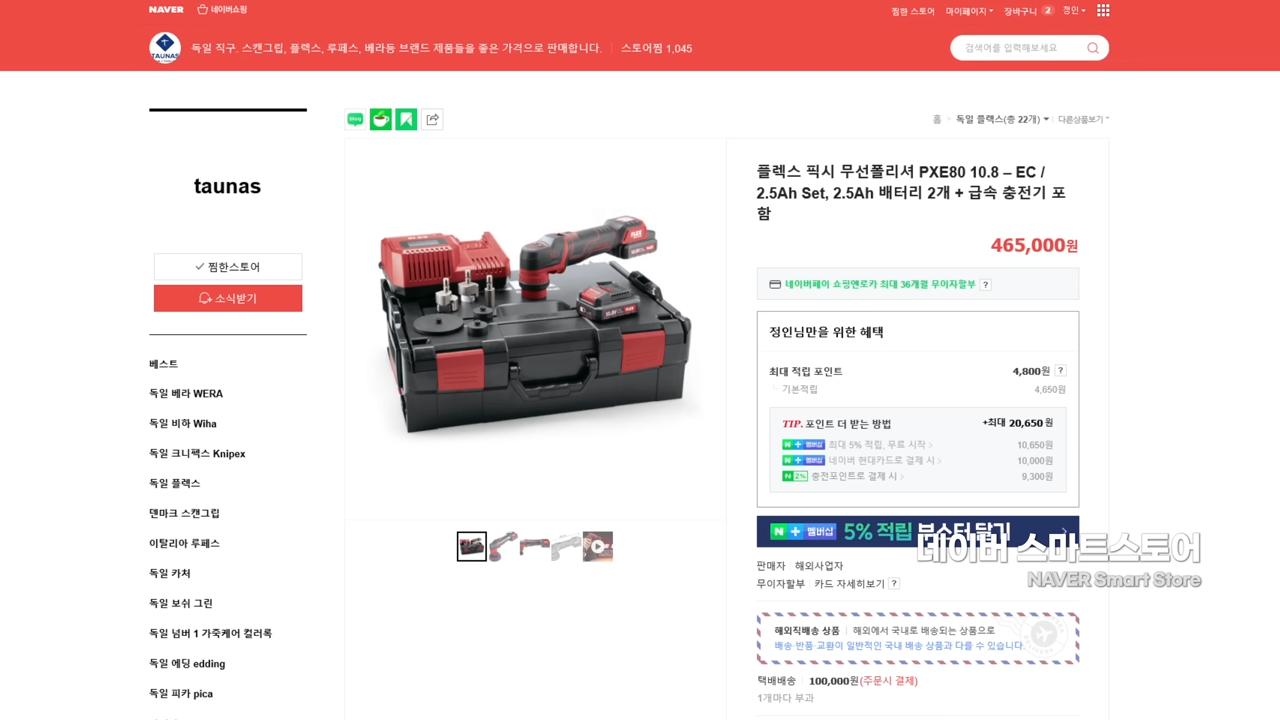 NAVER 네이버쇼핑
찜한 스토어 마이페이지 장바구니 2 정인
TAUNAS
독일 직구. 스캔그립, 플렉스, 루페스, 베라등 브랜드 제품들을 좋은 가격으로 판매합니다. 스토어찜 1,045
검색어를 입력해보세요
taunas
찜한스토어
소식받기
베스트
독일 베라 WERA
독일 비하 Wiha
독일 크니펙스 Knipex
독일 플렉스
덴마크 스캔그립
이탈리아 루페스
독일 카처
독일 보쉬 그린
독일 넘버 1 가죽케어 컬러록
독일 에딩 edding
독일 피카 pica
blog
홈 > 독일 플랙스(총 22개) 다른상품보기
플렉스 픽시 무선폴리셔 PXE80 10.8 – EC /
2.5Ah Set, 2.5Ah 배터리 2개 + 급속 충전기 포
함
465,000원
네이버페이 쇼핑엔로카 최대 36개월 무이자할부 ?
정인님만을 위한 혜택
최대 적립 포인트 4,800원 ?
기본적립 4,650원
TIP. 포인트 더 받는 방법 +최대 20,650원
N + 멤버십 최대 5% 적립, 무료 시작 > 10,650원
N + 멤버십 네이버 현대카드로 결제 시 > 10,000원
N 2% 충전포인트로 결제 시 > 9,300원
N + 멤버십 5% 적립 부스터 달기 >
네이버 스마트스토어
NAVER Smart Store
판매자 해외사업자
무이자할부 카드 자세히보기 ?
해외직배송 상품 해외에서 국내로 배송되는 상품으로
배송·반품·교환이 일반적인 국내 배송 상품과 다를 수 있습니다.
택배배송 100,000원(주문시 결제)
1개마다 부과